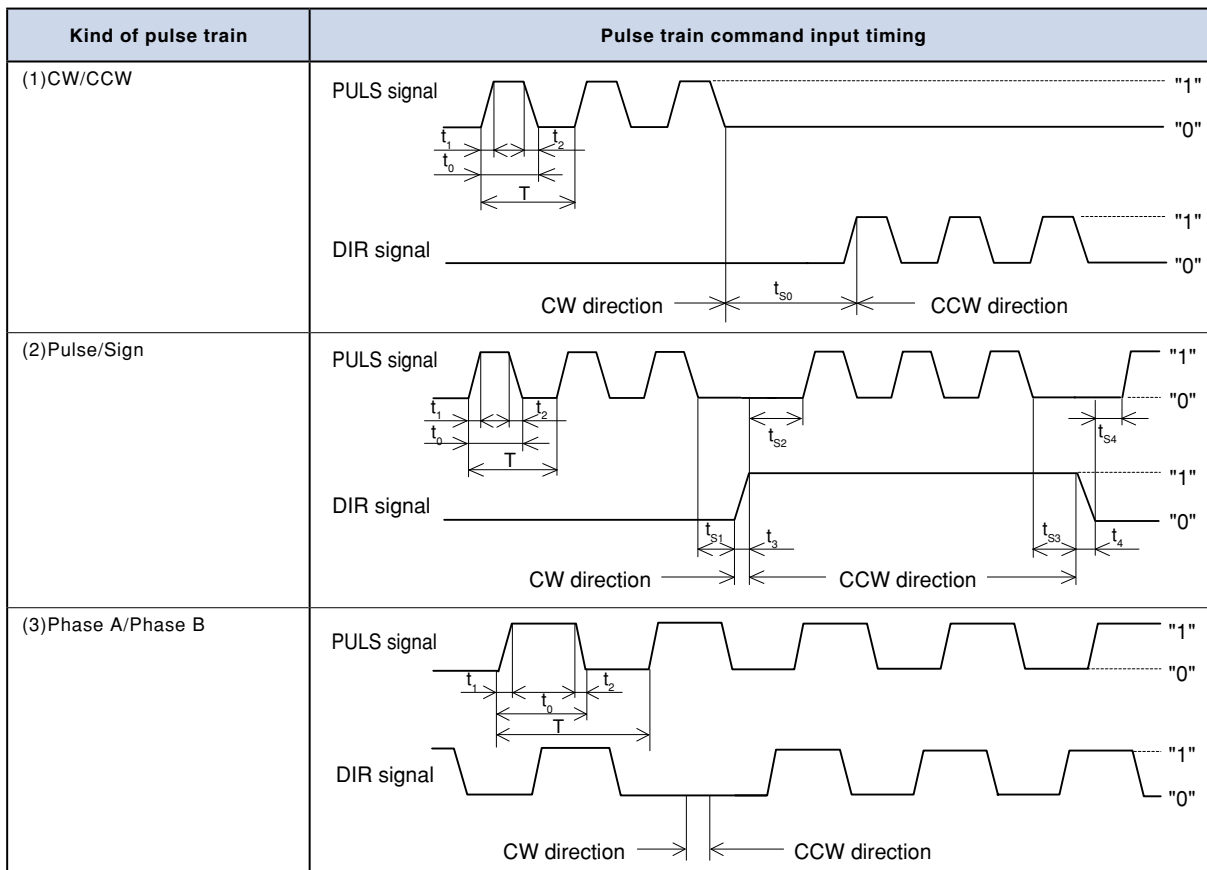 Kind of pulse train
Pulse train command input timing
(1)CW/CCW
PULS signal
"1"
"0"
t1
t2
t0
T
DIR signal
"1"
"0"
CW direction
tS0
CCW direction
(2)Pulse/Sign
PULS signal
"1"
"0"
t1
t2
t0
tS2
tS4
T
"1"
DIR signal
"0"
tS1
t3
tS3
t4
CW direction
CCW direction
(3)Phase A/Phase B
PULS signal
"1"
"0"
t1
t2
t0
T
DIR signal
"1"
"0"
CW direction
CCW direction